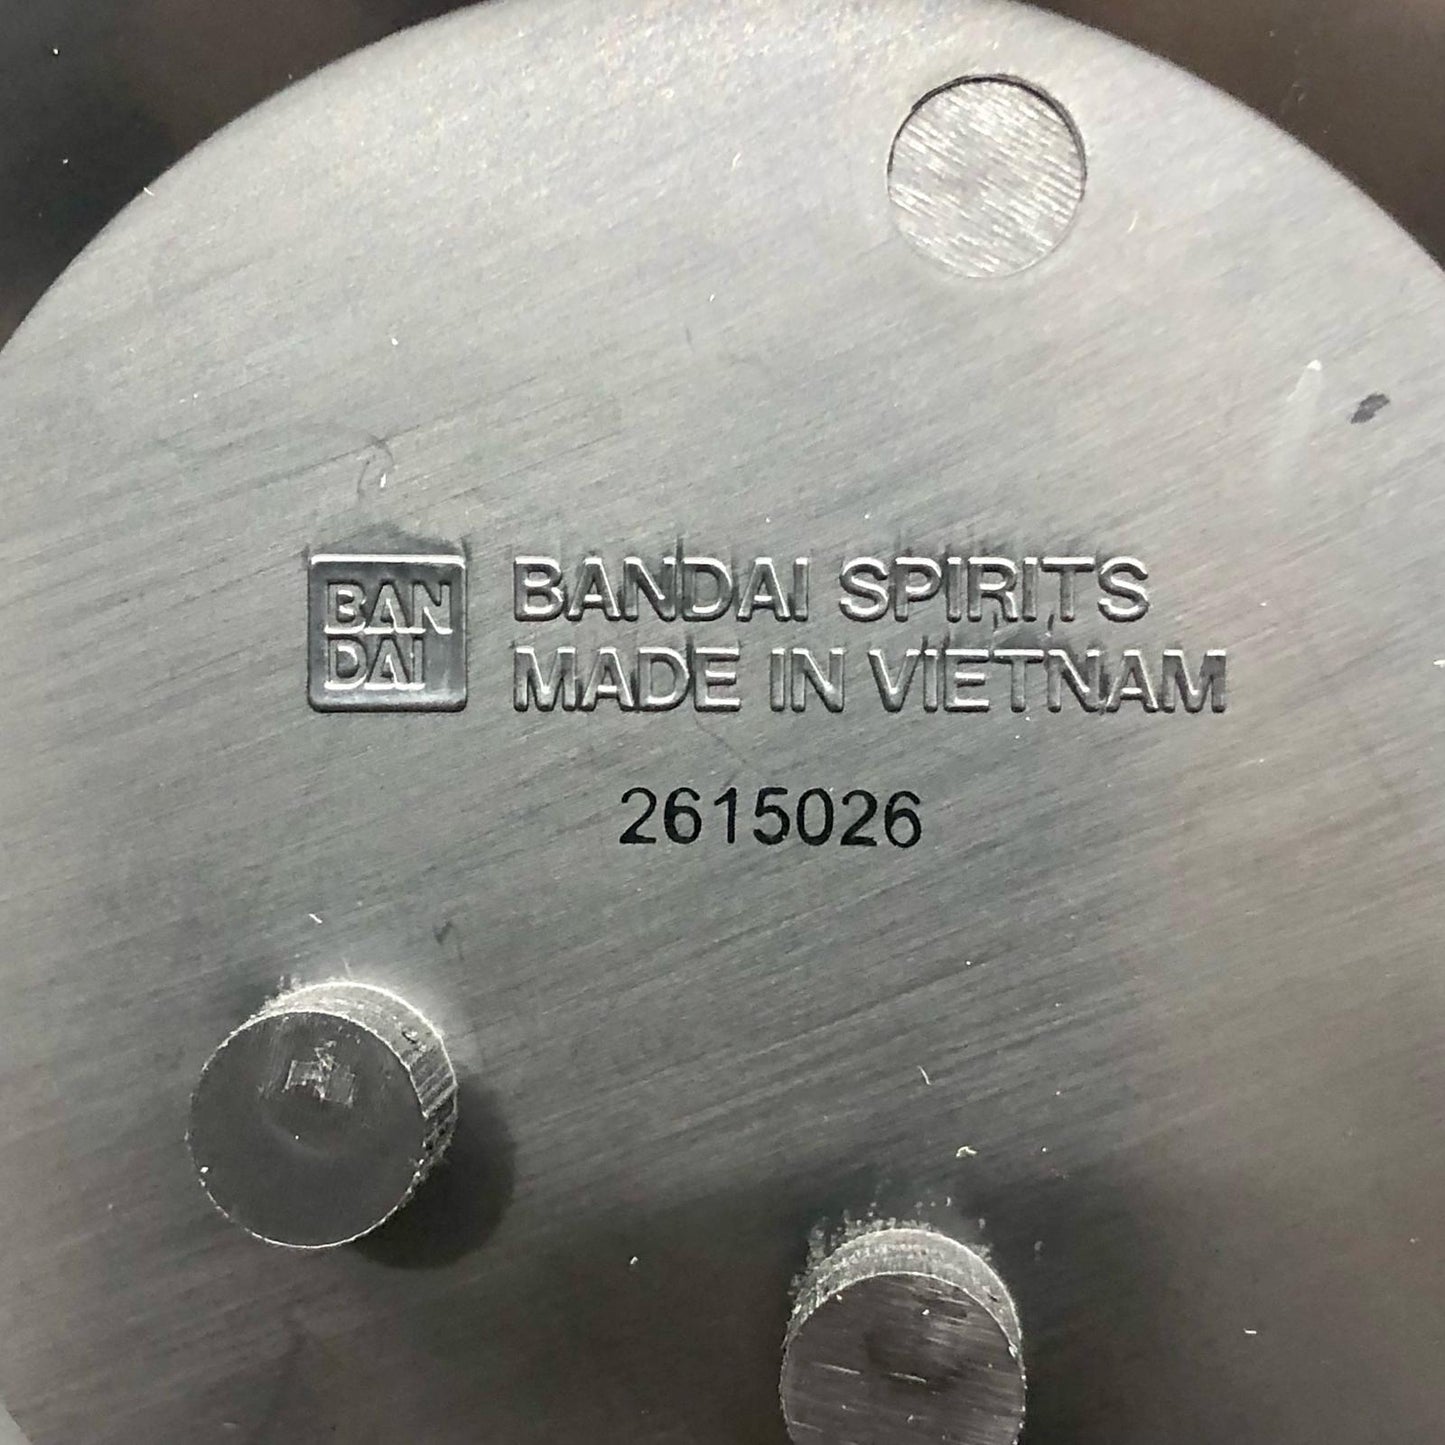 BAN
DAI
BANDAI SPIRITS
MADE IN VIETNAM
2615026